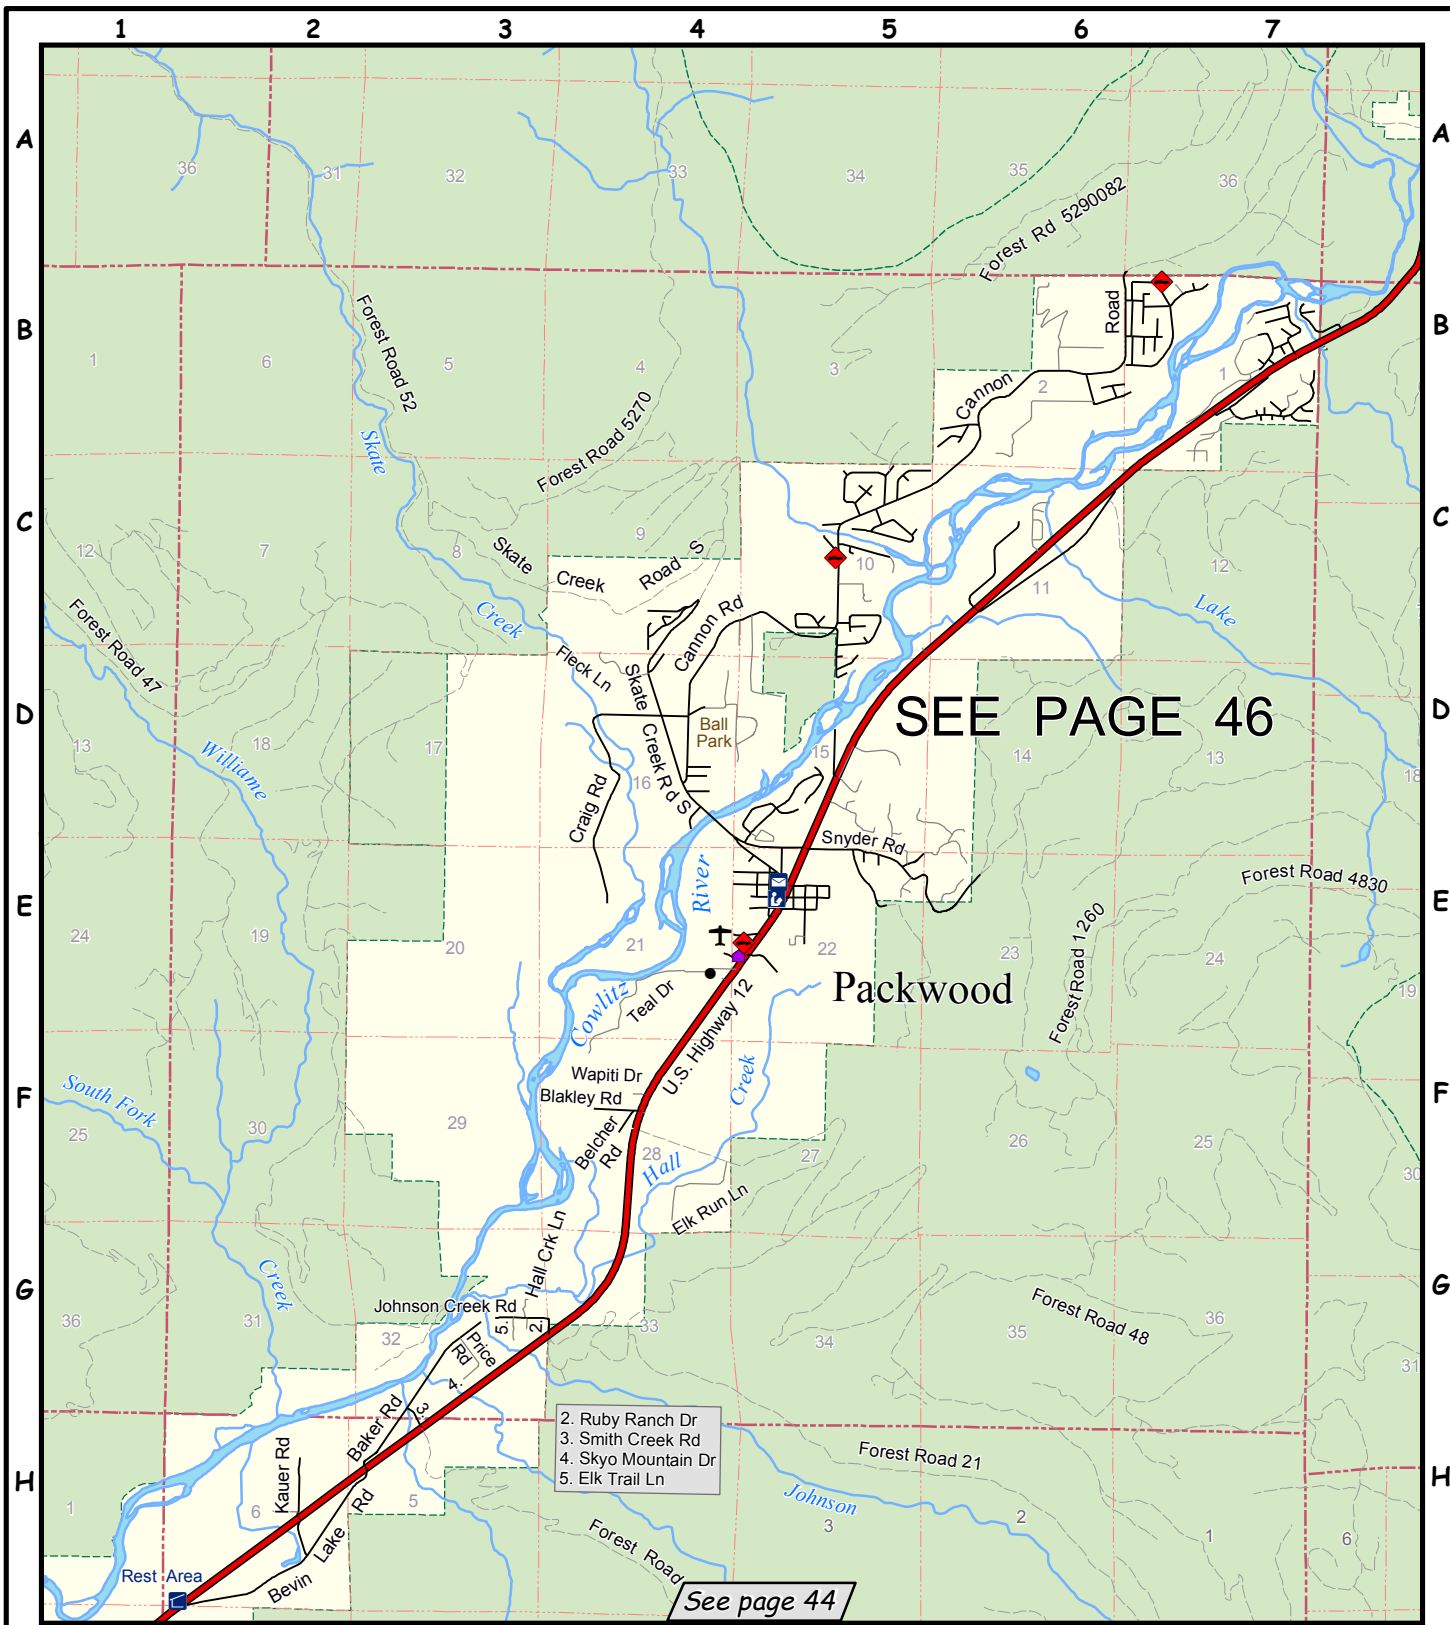 1 2 3 4 5 6 7
A A
36 31 32 33 34 35 36
Forest Rd 5290082
B B
Road
1 6 5 4 3 2 1
Forest Road 52
Cannon
Forest Road 5270
Skate
C C
12 7 8 9 10 11 12
Skate
Creek
Road S
Creek
Lake
Forest Road 47
Cannon Rd
Fleck Ln
Skate Creek Rd S
D D
SEE PAGE 46
Ball
Park
13 18 17 16 15 14 13 18
Williame
Craig Rd
Snyder Rd
River
Forest Road 4830
E E
Forest Road 1260
24 19 20 21 22 23 24 19
Packwood
Cowlitz
Teal Dr
U.S. Highway 12
Wapiti Dr
Creek
South Fork
Blakley Rd
F F
Belcher
Rd
25 30 29 28 27 26 25 30
Hall
Elk Run Ln
Hall Crk Ln
Creek
G G
Johnson Creek Rd
Forest Road 48
36 31 32 33 34 35 36 31
5. 2.
Price
Rd
4.
3.
Baker Rd
2. Ruby Ranch Dr
3. Smith Creek Rd
4. Skyo Mountain Dr
5. Elk Trail Ln
Kauer Rd
Forest Road 21
H H
Johnson
1 6 5 3 2 1 6
Forest Road
Rest Area
Bevin Lake Rd
See page 44